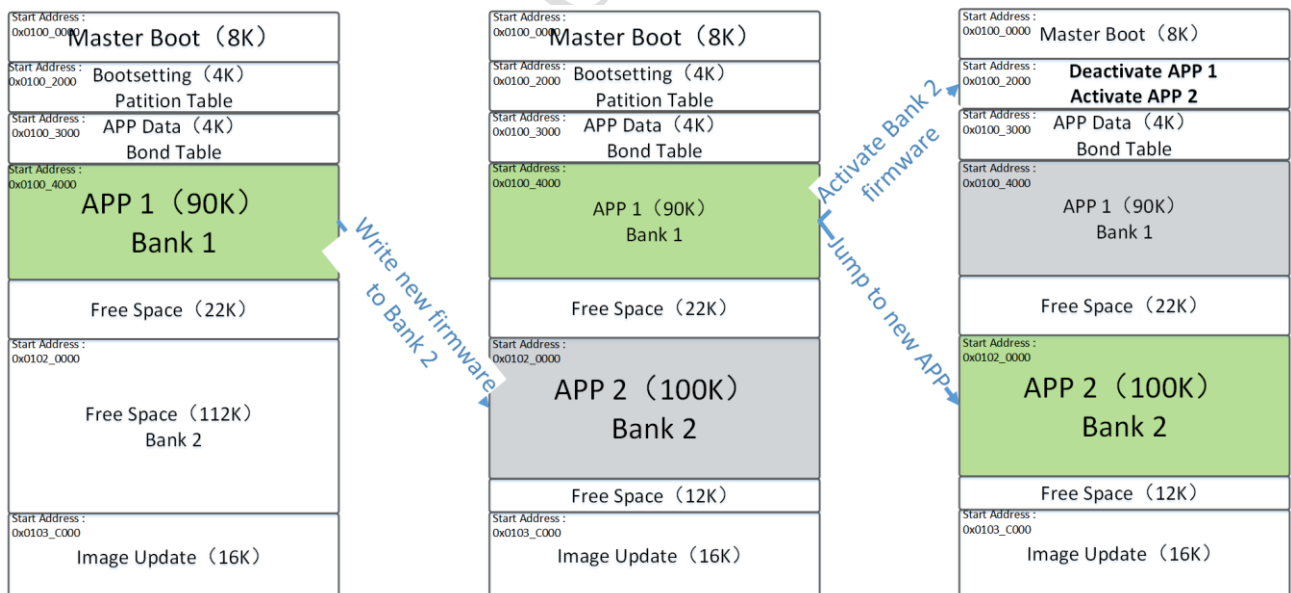 Start Address :
0x0100_0000
Master Boot（8K）
Start Address :
0x0100_2000
Bootsetting（4K）
Patition Table
Start Address :
0x0100_3000
APP Data（4K）
Bond Table
Start Address :
0x0100_4000
APP 1（90K）
Bank 1
Free Space（22K）
Start Address :
0x0102_0000
Free Space（112K）
Bank 2
Start Address :
0x0103_C000
Image Update（16K）
Write new firmware
to Bank 2
Start Address :
0x0100_0000
Master Boot（8K）
Start Address :
0x0100_2000
Bootsetting（4K）
Patition Table
Start Address :
0x0100_3000
APP Data（4K）
Bond Table
Start Address :
0x0100_4000
APP 1（90K）
Bank 1
Free Space（22K）
Start Address :
0x0102_0000
APP 2（100K）
Bank 2
Free Space（12K）
Start Address :
0x0103_C000
Image Update（16K）
Activate Bank 2
firmware
Jump to new APP
Start Address :
0x0100_0000
Master Boot（8K）
Start Address :
0x0100_2000
Deactivate APP 1
Activate APP 2
Start Address :
0x0100_3000
APP Data（4K）
Bond Table
Start Address :
0x0100_4000
APP 1（90K）
Bank 1
Free Space（22K）
Start Address :
0x0102_0000
APP 2（100K）
Bank 2
Free Space（12K）
Start Address :
0x0103_C000
Image Update（16K）